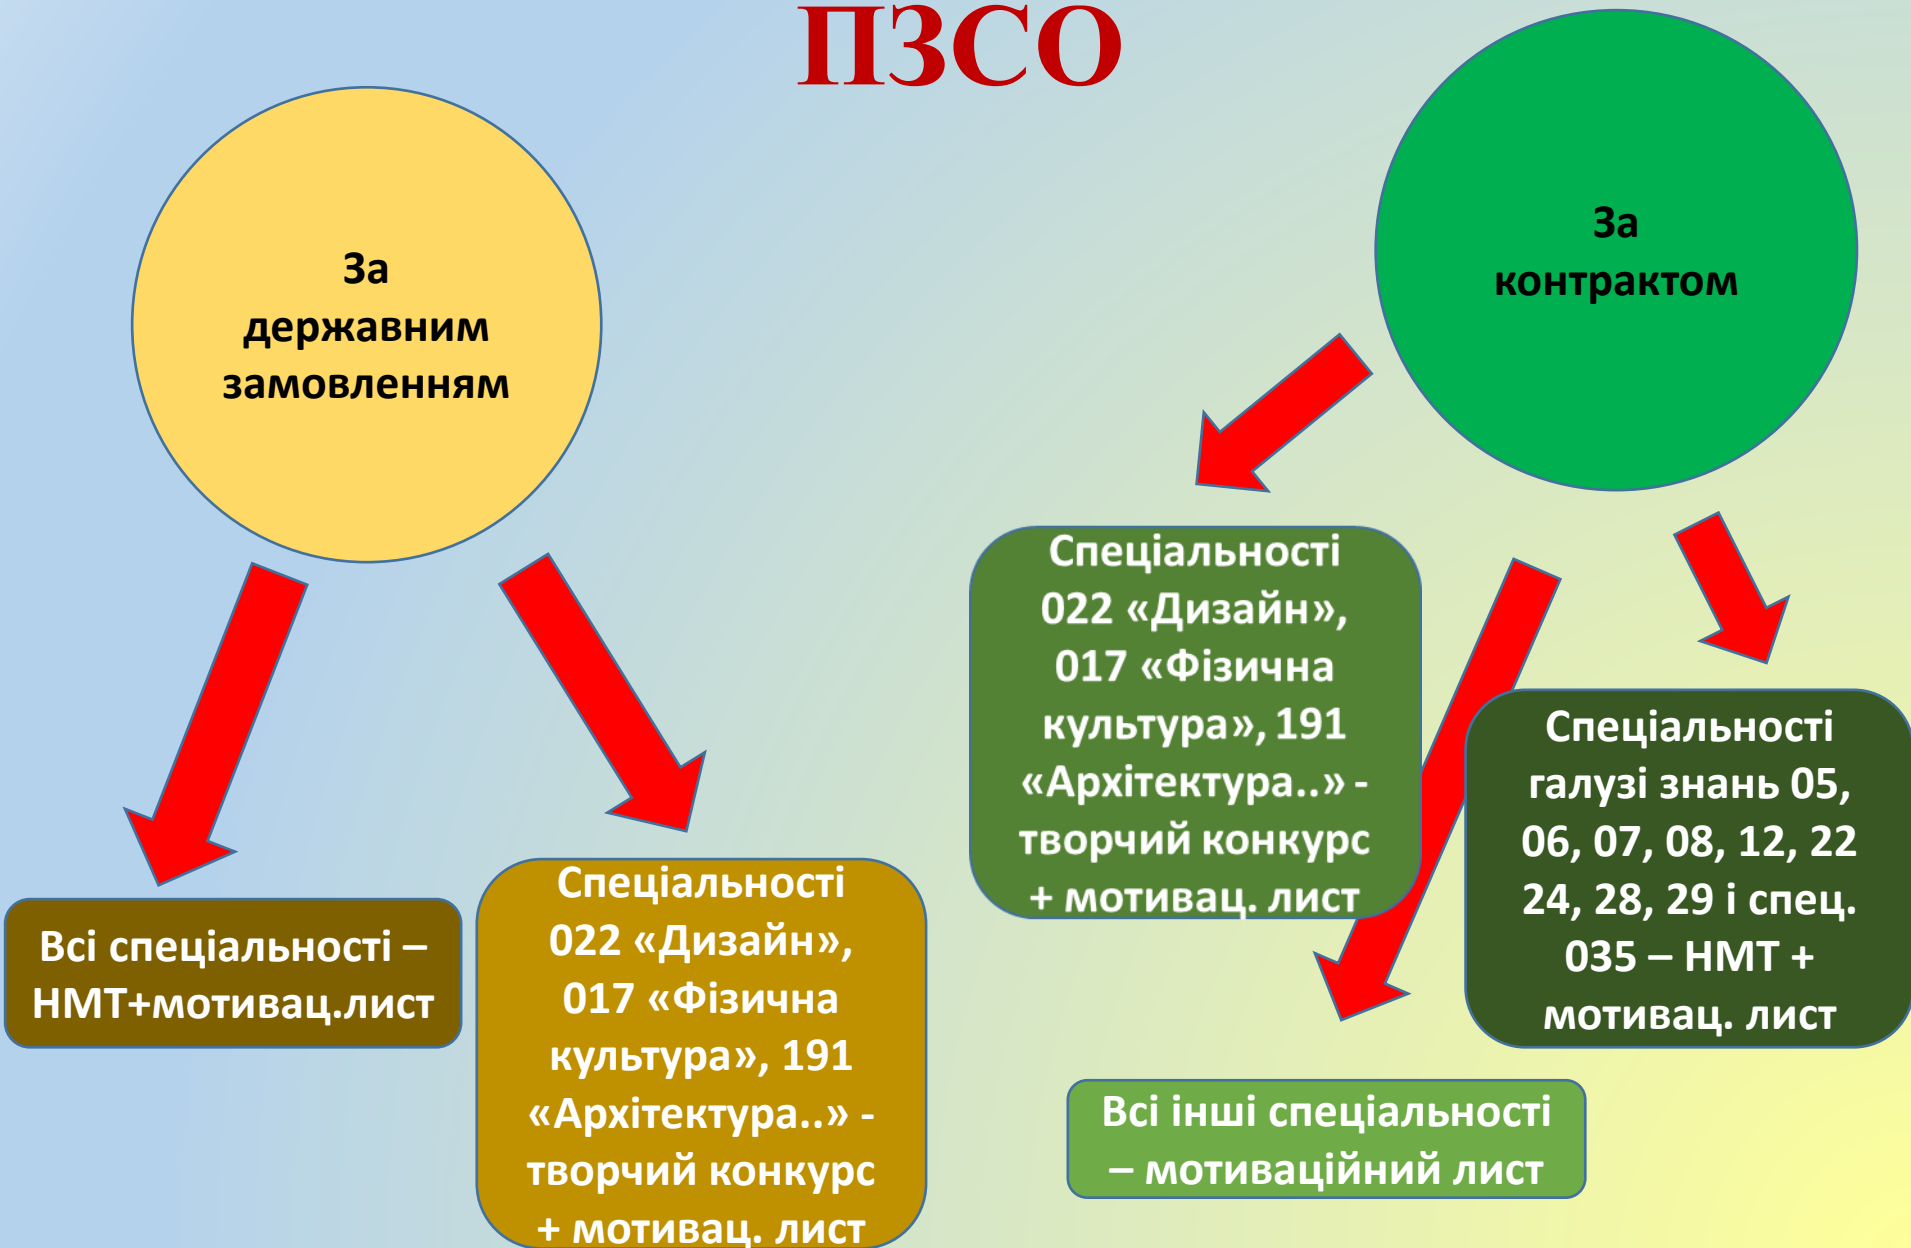 ПЗСО
За
державним
замовленням
За
контрактом
Всі спеціальності –
НМТ+мотивац.лист
Спеціальності
022 «Дизайн»,
017 «Фізична
культура», 191
«Архітектура..» -
творчий конкурс
+ мотивац. лист
Спеціальності
022 «Дизайн»,
017 «Фізична
культура», 191
«Архітектура..» -
творчий конкурс
+ мотивац. лист
Всі інші спеціальності
– мотиваційний лист
Спеціальності
галузі знань 05,
06, 07, 08, 12, 22
24, 28, 29 і спец.
035 – НМТ +
мотивац. лист